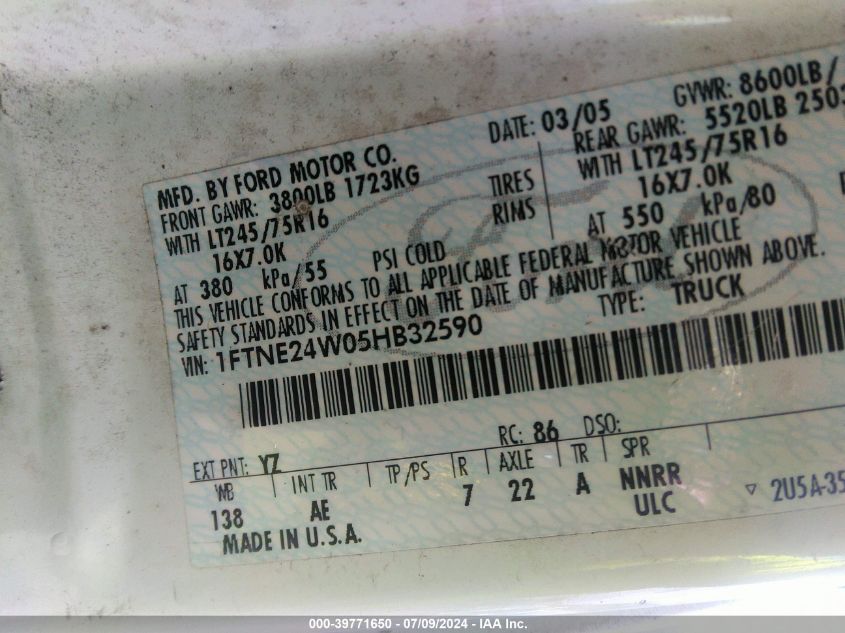 MFD. BY FORD MOTOR CO.
DATE: 03/05
GVWR: 8600LB/
FRONT GAWR: 3800LB 1723KG
REAR GAWR: 5520LB 2503
WITH LT245/75R16
TIRES
WITH LT245/75R16
16X7.0K
RIMS
16X7.0K
AT 380 kPa/55 PSI COLD
AT 550 kPa/80
THIS VEHICLE CONFORMS TO ALL APPLICABLE FEDERAL MOTOR VEHICLE
SAFETY STANDARDS IN EFFECT ON THE DATE OF MANUFACTURE SHOWN ABOVE.
VIN: 1FTNE24W05HB32590
TYPE: TRUCK
EXT PNT: YZ
RC: 86 DSO:
WB INT TR TP/PS R AXLE TR SPR
138 AE 7 22 A NNRR
ULC
2U5A-35
MADE IN U.S.A.
000-39771650 - 07/09/2024 - IAA Inc.